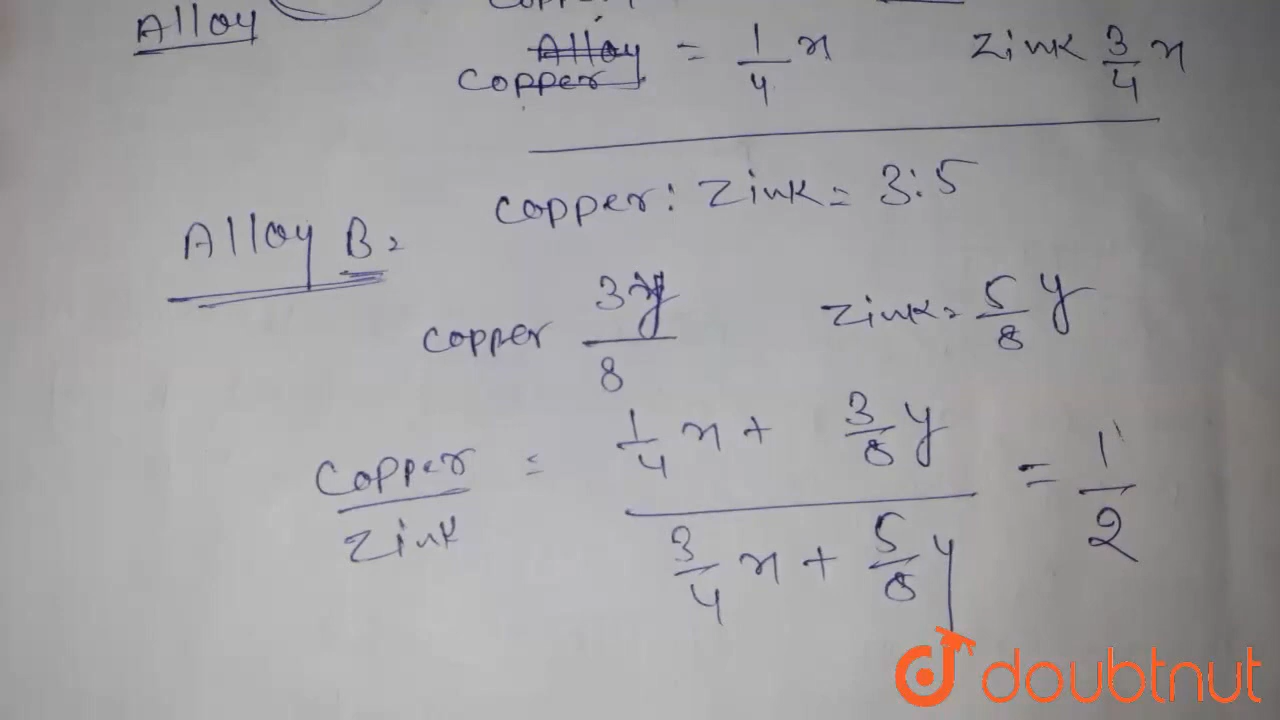 Alloy
Copper
Alloy = 1/4 x Zink 3/4 x
Copper
Copper: Zink = 3:5
Alloy B =
Copper 3y/8 Zink = 5/8 y
Copper/Zink = (1/4 x + 3/8 y)/(3/4 x + 5/8 y) = 1/2
doubtnut